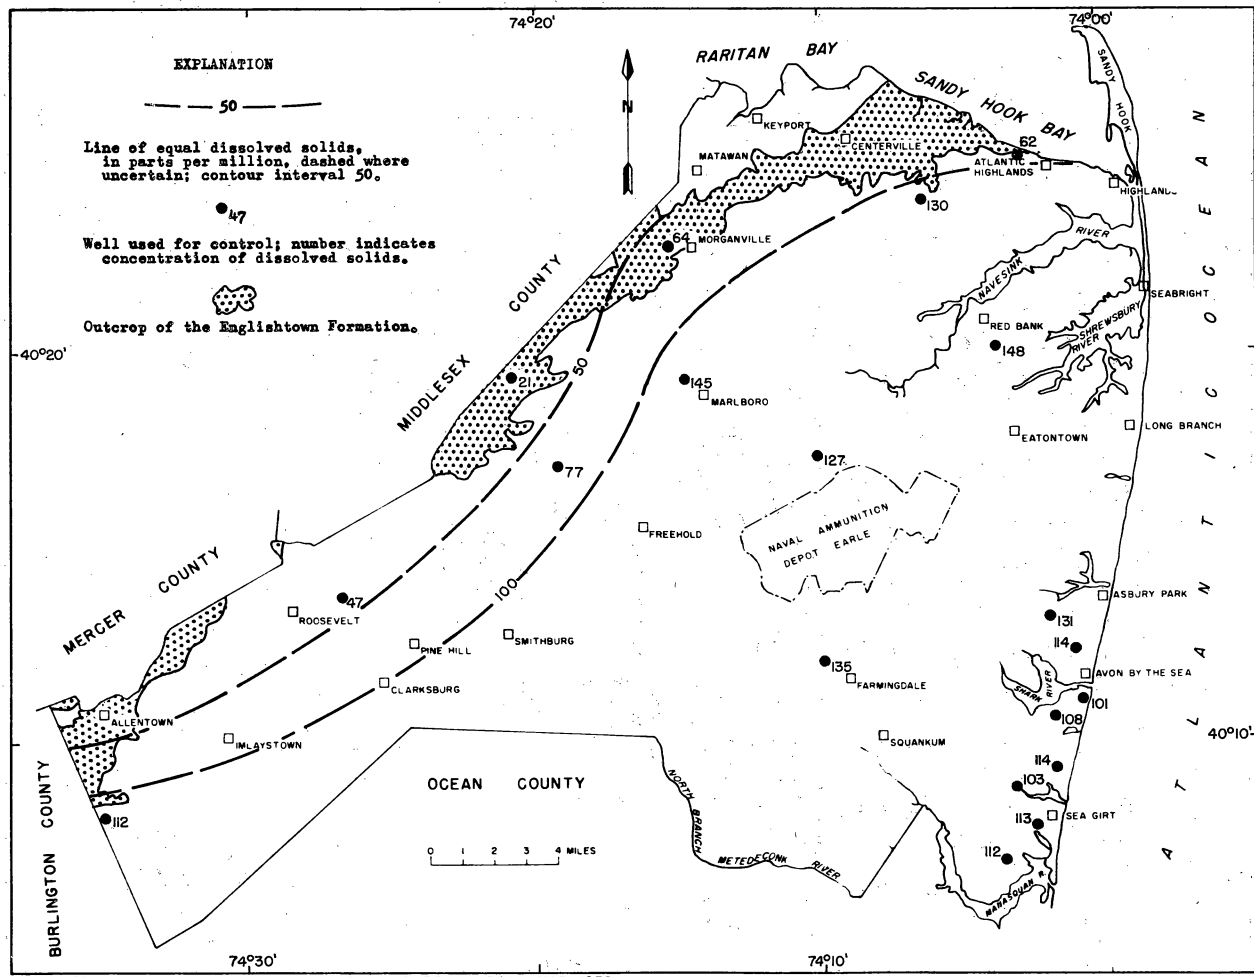 74°20'
74°00'
EXPLANATION
50
Line of equal dissolved solids,
in parts per million, dashed where
uncertain; contour interval 50.
47
Well used for control; number indicates
concentration of dissolved solids.
Outcrop of the Englishtown Formation.
N
RARITAN BAY
SANDY HOOK BAY
SANDY HOOK
ATLANTIC OCEAN
KEYPORT
CENTERVILLE
MATAWAN
62
ATLANTIC
HIGHLANDS
HIGHLANDS
130
64
MORGANVILLE
NAVESINK RIVER
SEABRIGHT
RED BANK
SHREWSBURY
RIVER
148
40°20'
MIDDLESEX COUNTY
21
50
145
MARLBORO
EATONTOWN
LONG BRANCH
127
77
NAVAL AMMUNITION
DEPOT EARLE
FREEHOLD
MERCER COUNTY
47
ROOSEVELT
100
SMITHBURG
PINE HILL
CLARKSBURG
ASBURY PARK
131
114
135
FARMINGDALE
AVON BY THE SEA
SHARK
RIVER
101
108
ALLENTOWN
IMLAYSTOWN
SQUANKUM
40°10'
114
103
OCEAN COUNTY
NORTH
BRANCH
METEDECONK RIVER
SEA GIRT
113
112
112
MANASQUAN R.
BURLINGTON COUNTY
0 1 2 3 4 MILES
74°30'
74°10'